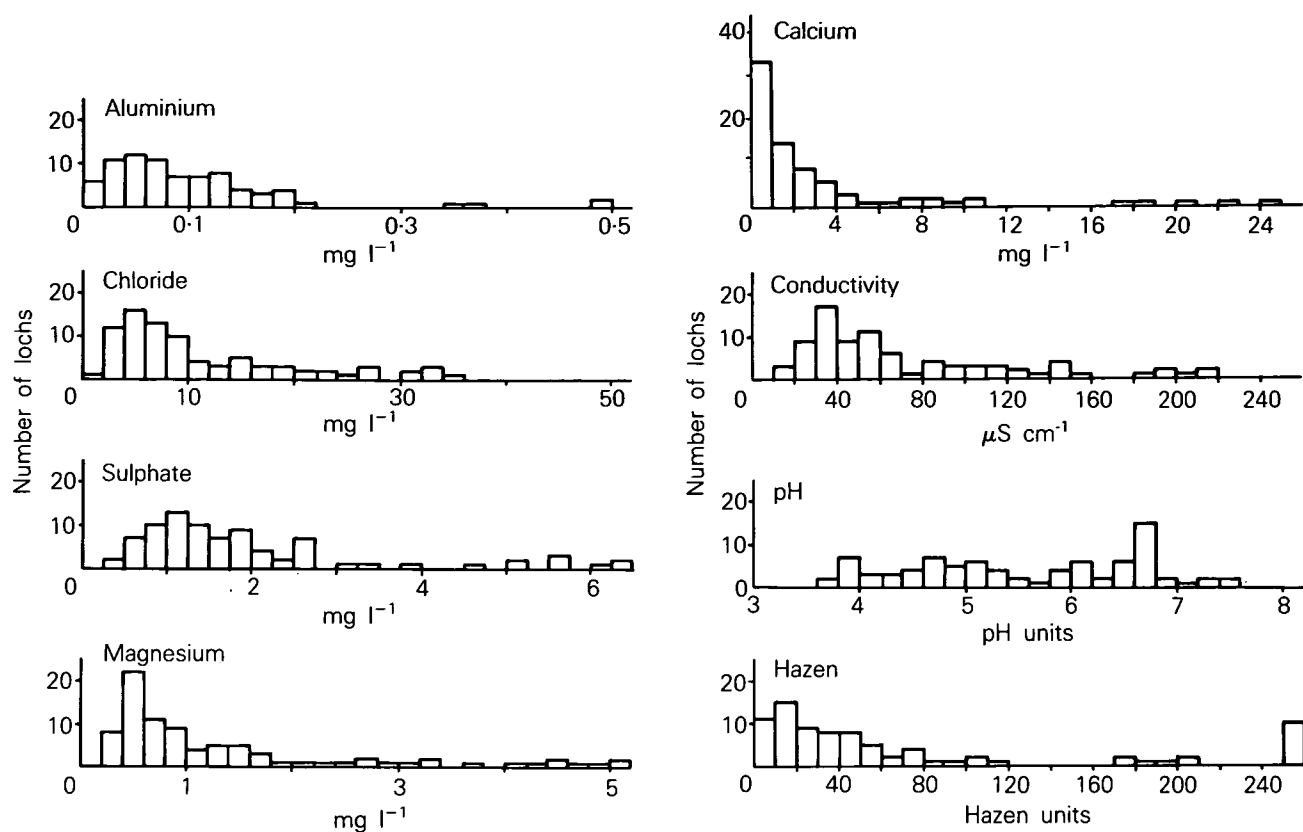 Number of lochs
Aluminium
20
10
0 0·1 0·3 0·5
mg l⁻¹
Chloride
20
10
0 10 30 50
mg l⁻¹
Sulphate
20
10
0 2 4 6
mg l⁻¹
Magnesium
20
10
0 1 3 5
mg l⁻¹
Number of lochs
Calcium
40
20
0 4 8 12 16 20 24
mg l⁻¹
Conductivity
20
10
0 40 80 120 160 200 240
μS cm⁻¹
pH
20
10
0
3 4 5 6 7 8
pH units
Hazen
20
10
0 40 80 120 160 200 240
Hazen units